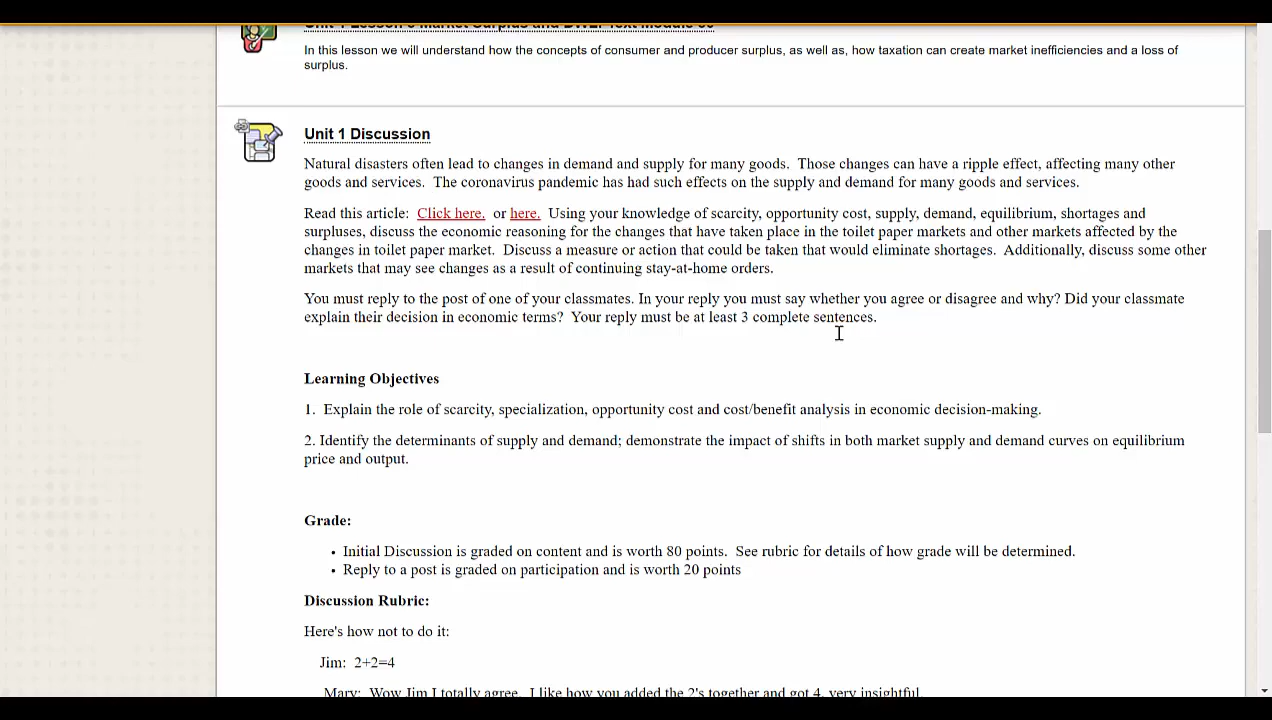 Unit 1 Lesson
Market Surplus and
Text Module
In this lesson we will understand how the concepts of consumer and producer surplus, as well as, how taxation can create market inefficiencies and a loss of
surplus.
Unit 1 Discussion
Natural disasters often lead to changes in demand and supply for many goods.  Those changes can have a ripple effect, affecting many other
goods and services.  The coronavirus pandemic has had such effects on the supply and demand for many goods and services.
Read this article:  Click here.  or here.  Using your knowledge of scarcity, opportunity cost, supply, demand, equilibrium, shortages and
surpluses, discuss the economic reasoning for the changes that have taken place in the toilet paper markets and other markets affected by the
changes in toilet paper market.  Discuss a measure or action that could be taken that would eliminate shortages.  Additionally, discuss some other
markets that may see changes as a result of continuing stay-at-home orders.
You must reply to the post of one of your classmates. In your reply you must say whether you agree or disagree and why? Did your classmate
explain their decision in economic terms?  Your reply must be at least 3 complete sentences.
Learning Objectives
1.  Explain the role of scarcity, specialization, opportunity cost and cost/benefit analysis in economic decision-making.
2. Identify the determinants of supply and demand; demonstrate the impact of shifts in both market supply and demand curves on equilibrium
price and output.
Grade:
• Initial Discussion is graded on content and is worth 80 points.  See rubric for details of how grade will be determined.
• Reply to a post is graded on participation and is worth 20 points
Discussion Rubric:
Here's how not to do it:
Jim:  2+2=4
Mary:  Wow Jim I totally agree.  I like how you added the 2's together and got 4, very insightful